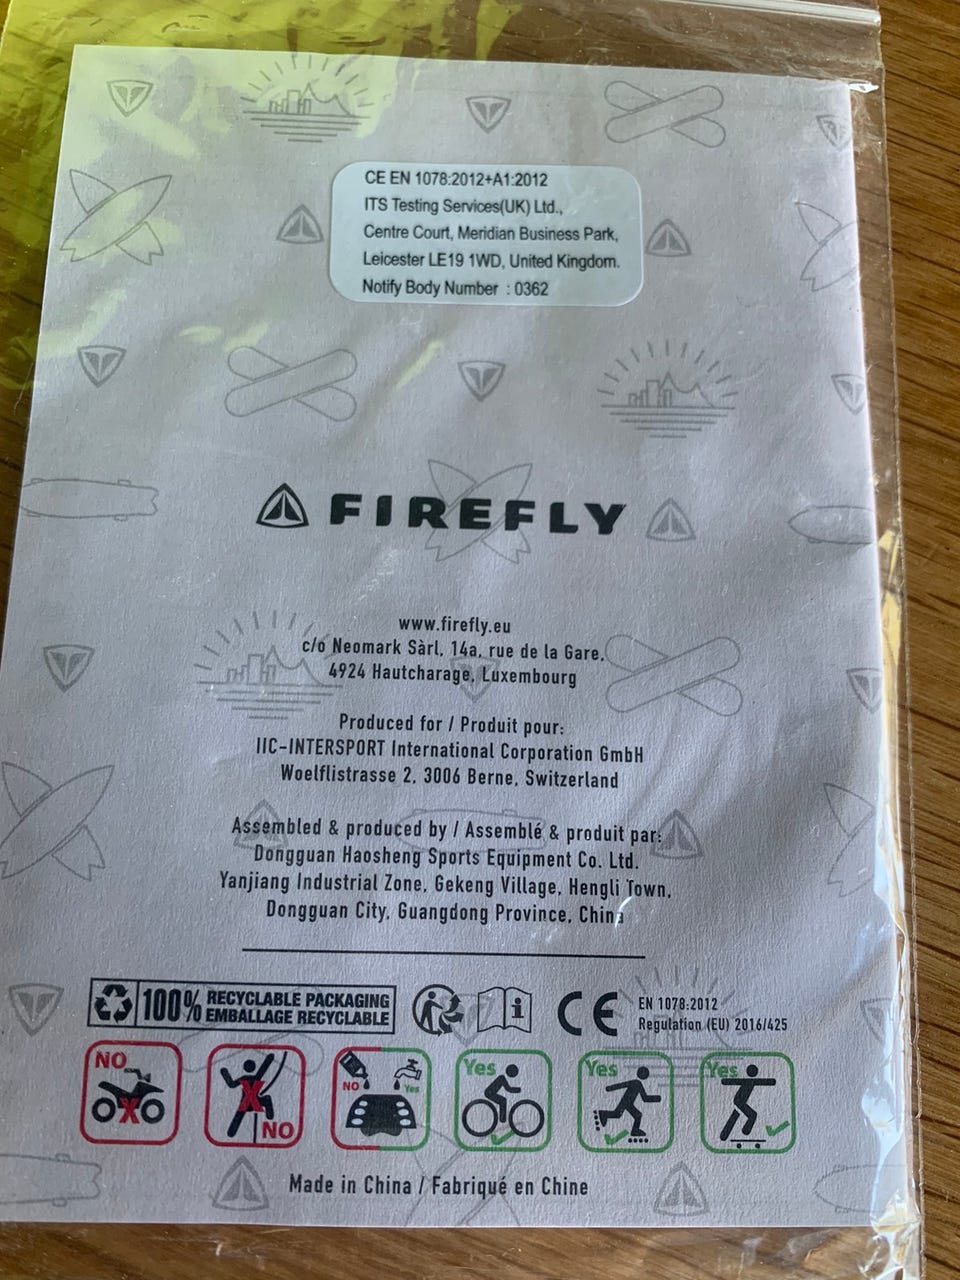 CE EN 1078:2012+A1:2012
ITS Testing Services(UK) Ltd.,
Centre Court, Meridian Business Park,
Leicester LE19 1WD, United Kingdom.
Notify Body Number : 0362
FIREFLY
www.firefly.eu
c/o Neomark Sàrl, 14a, rue de la Gare,
4924 Hautcharage, Luxembourg
Produced for / Produit pour:
IIC-INTERSPORT International Corporation GmbH
Woelflistrasse 2, 3006 Berne, Switzerland
Assembled & produced by / Assemblé & produit par:
Dongguan Haosheng Sports Equipment Co. Ltd.
Yanjiang Industrial Zone, Gekeng Village, Hengli Town,
Dongguan City, Guangdong Province, China
100% RECYCLABLE PACKAGING
EMBALLAGE RECYCLABLE
CE EN 1078:2012
Regulation (EU) 2016/425
NO NO NO Yes Yes Yes Yes
Made in China / Fabriqué en Chine